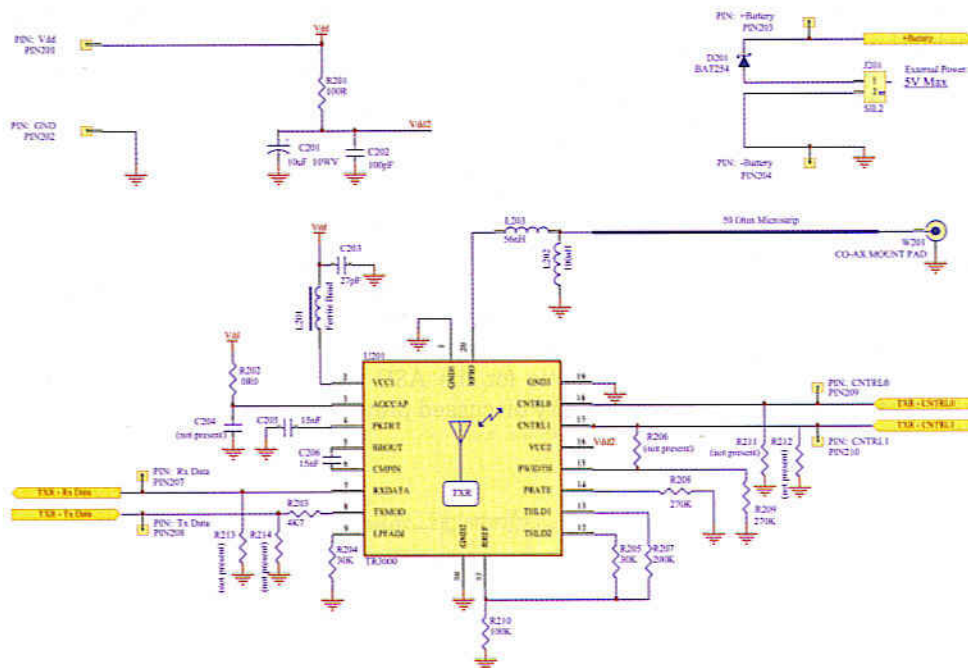 PIN: Vdd
PIN201
Vdd
R201
100R
Vdd2
C201
10uF 10WV
C202
100pF
PIN: GND
PIN202
PIN: +Battery
PIN203
+Battery
D201
BAT254
J201
1
2
SIL2
External Power
5V Max
PIN: -Battery
PIN204
L203
56nH
L202
100nH
50 Ohm Microstrip
W201
CO-AX MOUNT PAD
Vdd
C203
27pF
L201
Ferrite Bead
Vdd
R202
0R0
C204
(not present)
C205
15nF
C206
15nF
U201
1
GND1
20
RFIO
2
VCC1
3
AGCCAP
4
PKDET
5
BBOUT
6
CMPIN
7
RXDATA
8
TXMOD
9
LPFADJ
TR3000
TXR
GND3
19
CNTRL0
18
CNTRL1
17
VCC2
16
Vdd2
PWIDTH
15
PRATE
14
THLD1
13
THLD2
12
GND2
10
RREF
11
PIN: CNTRL0
PIN209
TXR - CNTRL0
TXR - CNTRL1
PIN: CNTRL1
PIN210
R206
(not present)
R211
(not present)
R212
(not present)
R208
270K
R209
270K
R205
30K
R207
200K
R210
100K
TXR - Rx Data
PIN: Rx Data
PIN207
TXR - Tx Data
PIN: Tx Data
PIN208
R203
4K7
R213
(not present)
R214
(not present)
R204
30K